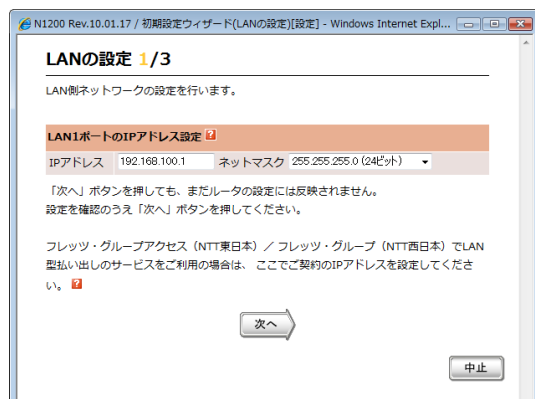 N1200 Rev.10.01.17 / 初期設定ウィザード(LANの設定)[設定] - Windows Internet Expl...
LANの設定 1/3
LAN側ネットワークの設定を行います。
LAN1ポートのIPアドレス設定 ?
IPアドレス 192.168.100.1 ネットマスク 255.255.255.0 (24ビット)
「次へ」ボタンを押しても、まだルータの設定には反映されません。
設定を確認のうえ「次へ」ボタンを押してください。
フレッツ・グループアクセス（NTT東日本）／フレッツ・グループ（NTT西日本）でLAN
型払い出しのサービスをご利用の場合は、 ここでご契約のIPアドレスを設定してくださ
い。 ?
次へ
中止